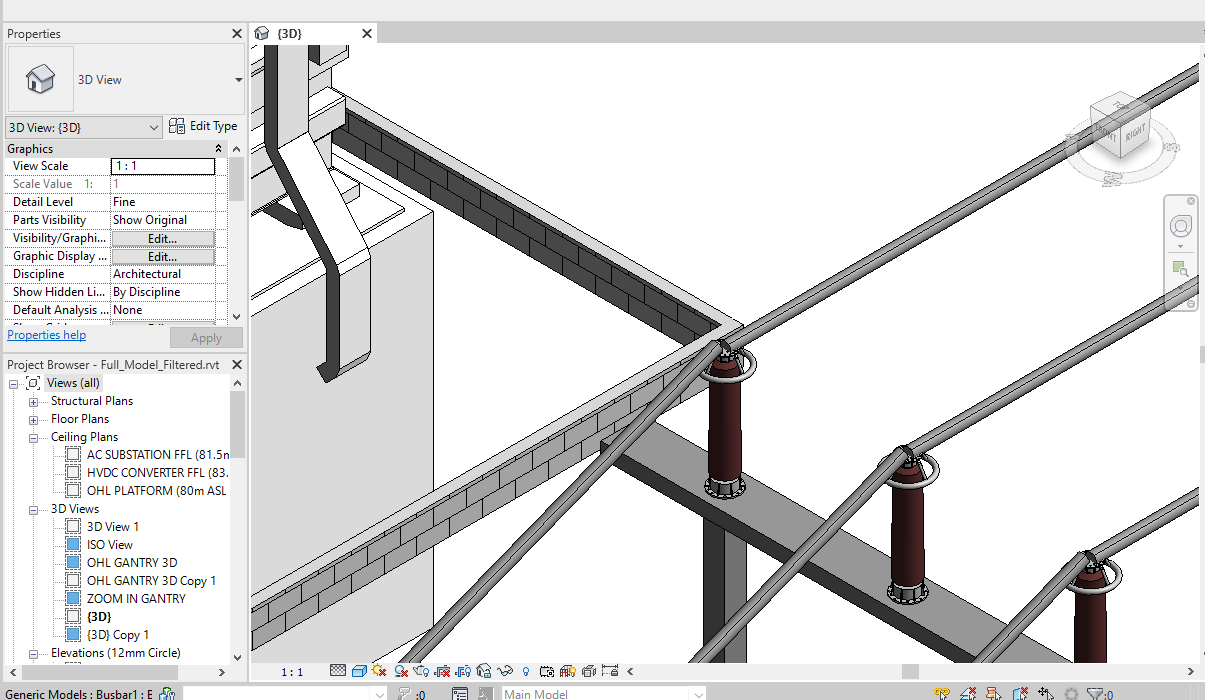 Properties
{3D}
3D View
3D View: {3D}
Edit Type
Graphics
View Scale
1 : 1
Scale Value 1:
1
Detail Level
Fine
Parts Visibility
Show Original
Visibility/Graphi...
Edit...
Graphic Display ...
Edit...
Discipline
Architectural
Show Hidden Li...
By Discipline
Default Analysis ...
None
Properties help
Apply
Project Browser - Full_Model_Filtered.rvt
Views (all)
Structural Plans
Floor Plans
Ceiling Plans
AC SUBSTATION FFL (81.5m
HVDC CONVERTER FFL (83.
OHL PLATFORM (80m ASL
3D Views
3D View 1
ISO View
OHL GANTRY 3D
OHL GANTRY 3D Copy 1
ZOOM IN GANTRY
{3D}
{3D} Copy 1
Elevations (12mm Circle)
TOP
FRONT
RIGHT
1 : 1
Generic Models : Busbar1 : E
:0
Main Model
:0